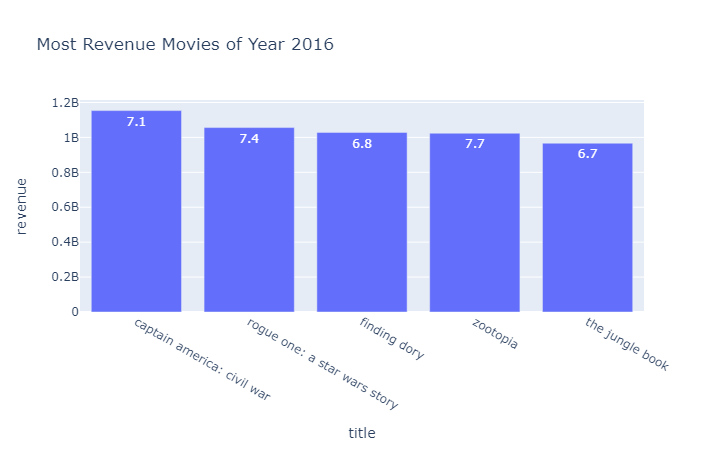 Most Revenue Movies of Year 2016
revenue
1.2B
1B
0.8B
0.6B
0.4B
0.2B
0
7.1
7.4
6.8
7.7
6.7
captain america: civil war
rogue one: a star wars story
finding dory
zootopia
the jungle book
title